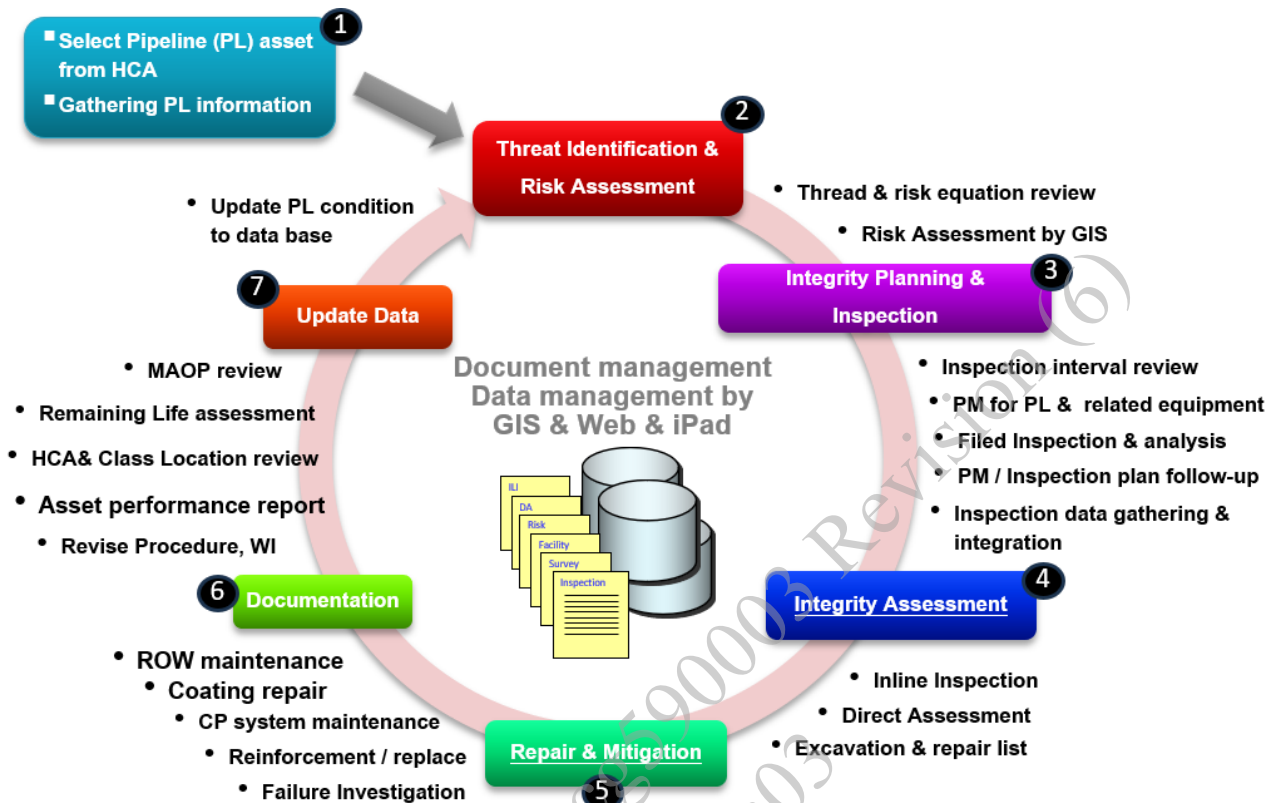 1
▪ Select Pipeline (PL) asset
from HCA
▪ Gathering PL information
2
Threat Identification &
Risk Assessment
• Thread & risk equation review
• Risk Assessment by GIS
3
Integrity Planning &
Inspection
• Inspection interval review
• PM for PL & related equipment
• Filed Inspection & analysis
• PM / Inspection plan follow-up
• Inspection data gathering &
integration
4
Integrity Assessment
• Inline Inspection
• Direct Assessment
• Excavation & repair list
Repair & Mitigation
5
• ROW maintenance
• Coating repair
• CP system maintenance
• Reinforcement / replace
• Failure Investigation
6
Documentation
• MAOP review
• Remaining Life assessment
• HCA& Class Location review
• Asset performance report
• Revise Procedure, WI
7
Update Data
• Update PL condition
to data base
Document management
Data management by
GIS & Web & iPad
ILI
DA
Risk
Facility
Survey
Inspection
g590003 Revision (6)
03